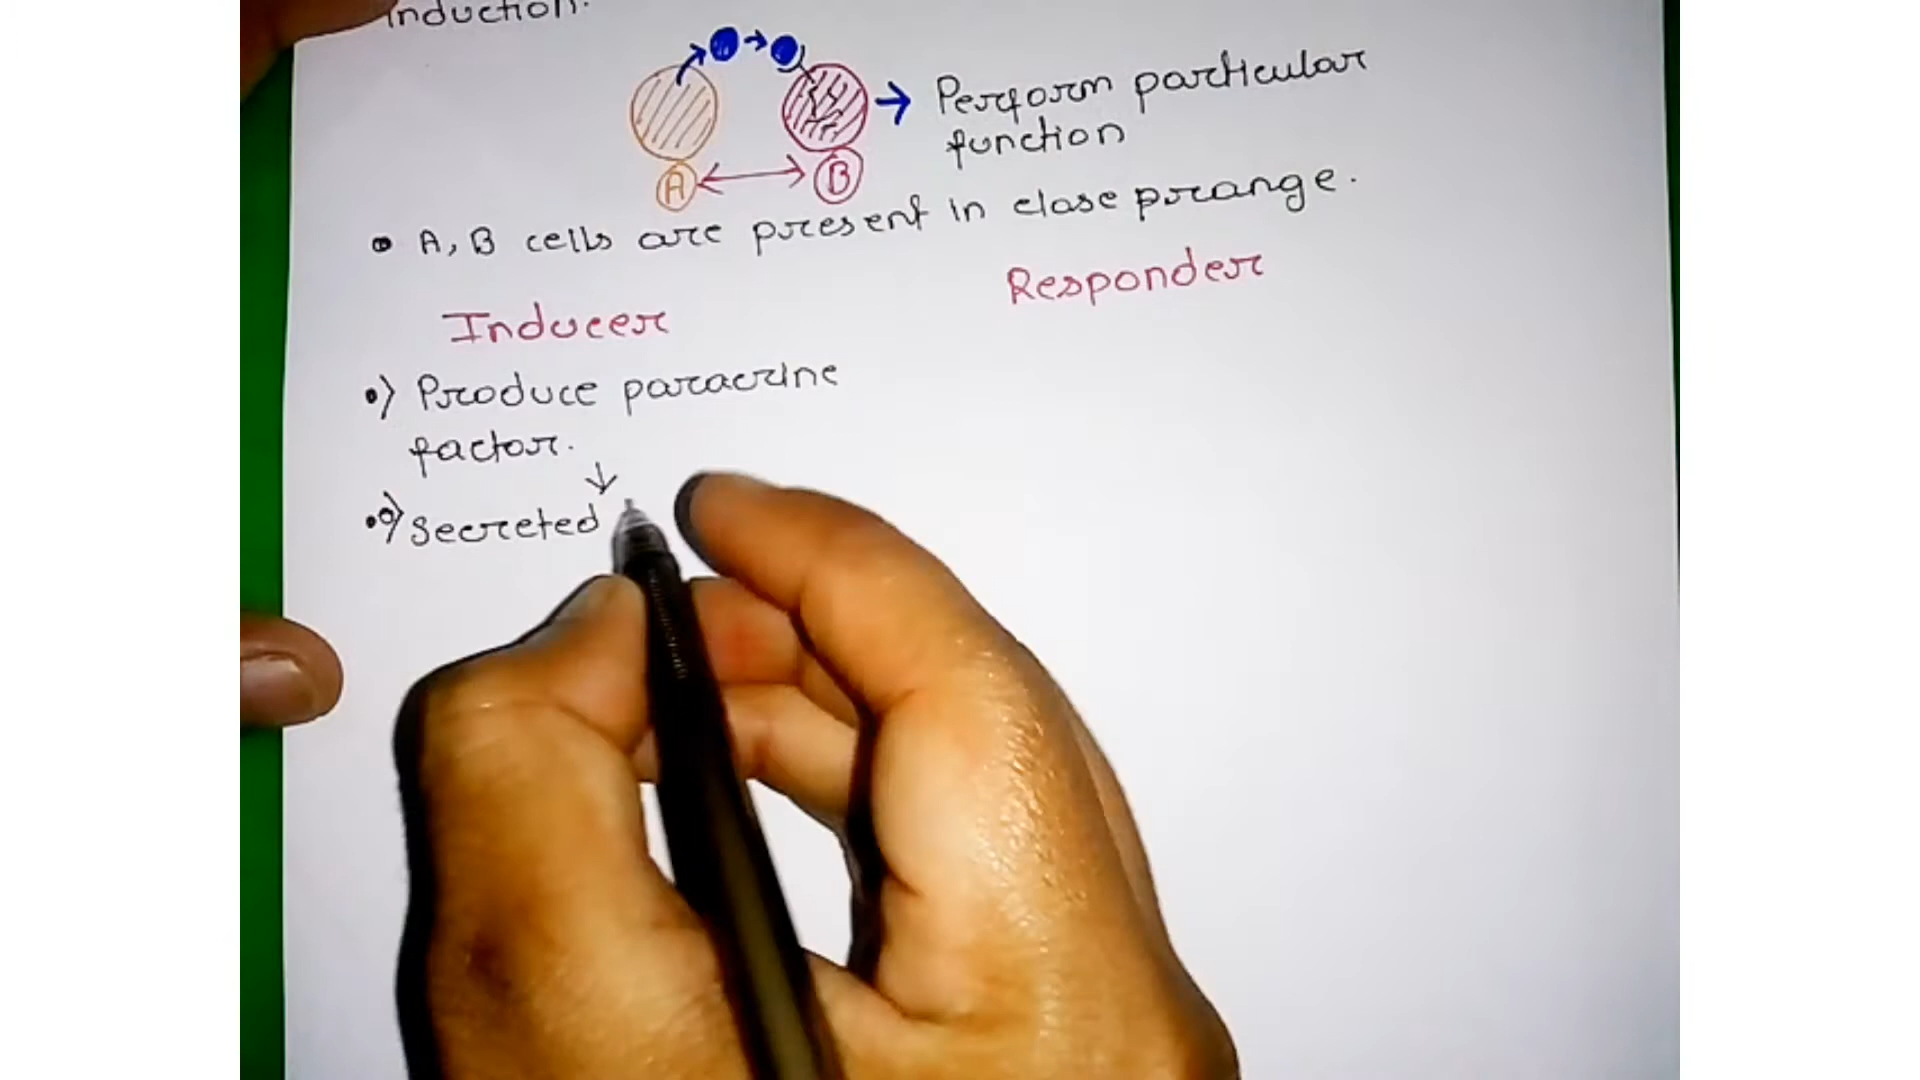 Induction.
Perform particular
function
A B
• A, B cells are present in close prange.
Inducer Responder
•) Produce paracrine
factor.
•) Secreted